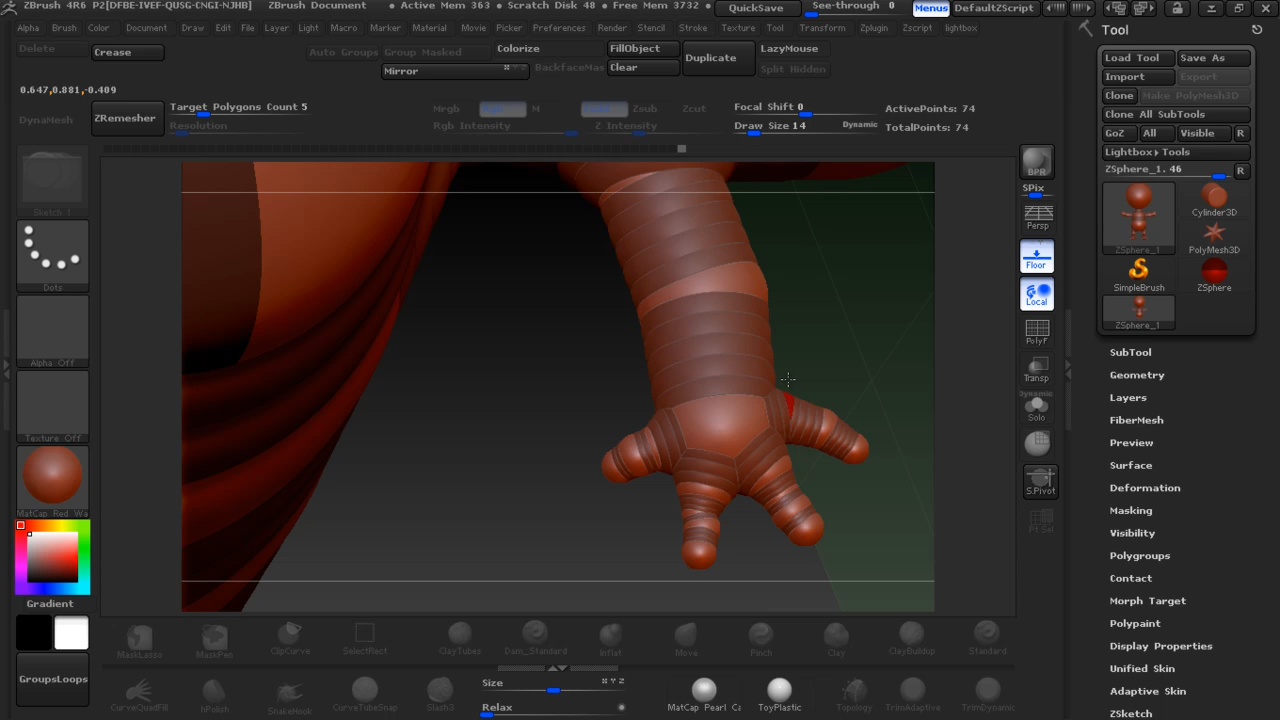 ZBrush 4R6 P[DFBE-IVEF-QUSG-CNGI-NJHB] ZBrush Document • Active Mem 363 • Scratch Disk 48 • Free Mem 3732 • QuickSave See-through 0 Menus DefaultZScript
Alpha Brush Color Document Draw Edit File Layer Light Macro Marker Material Movie Picker Preferences Render Stencil Stroke Texture Tool Transform Zplugin Zscript lightbox
Delete Crease Auto Groups Group Masked Colorize FillObject Duplicate LazyMouse
Mirror X Y Z BackfaceMas Clear Split Hidden
0.647,0.881,-0.409
DynaMesh ZRemesher Target Polygons Count 5 Mrgb M Zsub Zcut Focal Shift 0 ActivePoints: 74
Resolution Rgb Intensity Z Intensity Draw Size 14 Dynamic TotalPoints: 74
Sketch 1
Dots
Alpha Off
Texture Off
MatCap Red Wa
Gradient
GroupsLoops
BPR
SPix
Persp
Floor
Local
PolyF
Transp
Dynamic
Solo
S.Pivot
Pt Sel
Tool
Load Tool Save As
Import Export
Clone Make PolyMesh3D
Clone All SubTools
GoZ All Visible R
Lightbox▸Tools
ZSphere_1. 46 R
Cylinder3D
ZSphere_1 PolyMesh3D
SimpleBrush ZSphere
ZSphere_1
SubTool
Geometry
Layers
FiberMesh
Preview
Surface
Deformation
Masking
Visibility
Polygroups
Contact
Morph Target
Polypaint
Display Properties
Unified Skin
Adaptive Skin
ZSketch
MaskLasso MaskPen ClipCurve SelectRect ClayTubes Dam_Standard Inflat Move Pinch Clay ClayBuildup Standard
Size X Y Z
CurveQuadFill hPolish SnakeHook CurveTubeSnap Slash3 Relax MatCap Pearl Ca ToyPlastic Topology TrimAdaptive TrimDynamic